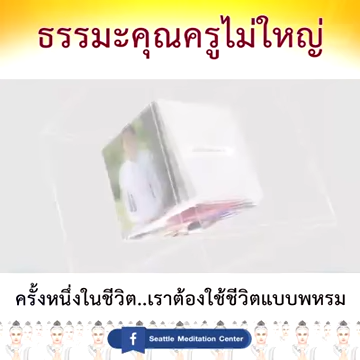 ธรรมะคุณครูไม่ใหญ่
ครั้งหนึ่งในชีวิต..เราต้องใช้ชีวิตแบบพหรม
Seattle Meditation Center